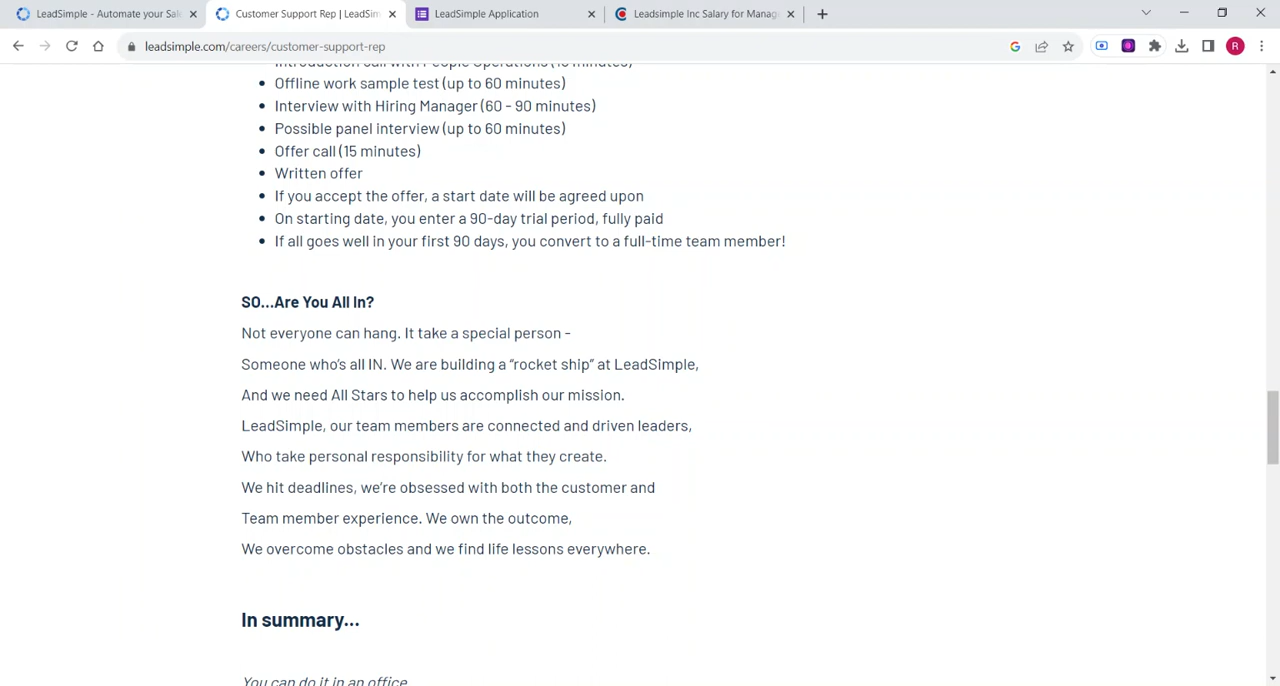 LeadSimple - Automate your Sal
Customer Support Rep | LeadSim
LeadSimple Application
Leadsimple Inc Salary for Manag
leadsimple.com/careers/customer-support-rep
R
Introduction call with People Operations (15 minutes)
• Offline work sample test (up to 60 minutes)
• Interview with Hiring Manager (60 - 90 minutes)
• Possible panel interview (up to 60 minutes)
• Offer call (15 minutes)
• Written offer
• If you accept the offer, a start date will be agreed upon
• On starting date, you enter a 90-day trial period, fully paid
• If all goes well in your first 90 days, you convert to a full-time team member!
SO...Are You All In?
Not everyone can hang. It take a special person -
Someone who's all IN. We are building a “rocket ship” at LeadSimple,
And we need All Stars to help us accomplish our mission.
LeadSimple, our team members are connected and driven leaders,
Who take personal responsibility for what they create.
We hit deadlines, we're obsessed with both the customer and
Team member experience. We own the outcome,
We overcome obstacles and we find life lessons everywhere.
In summary...
You can do it in an office